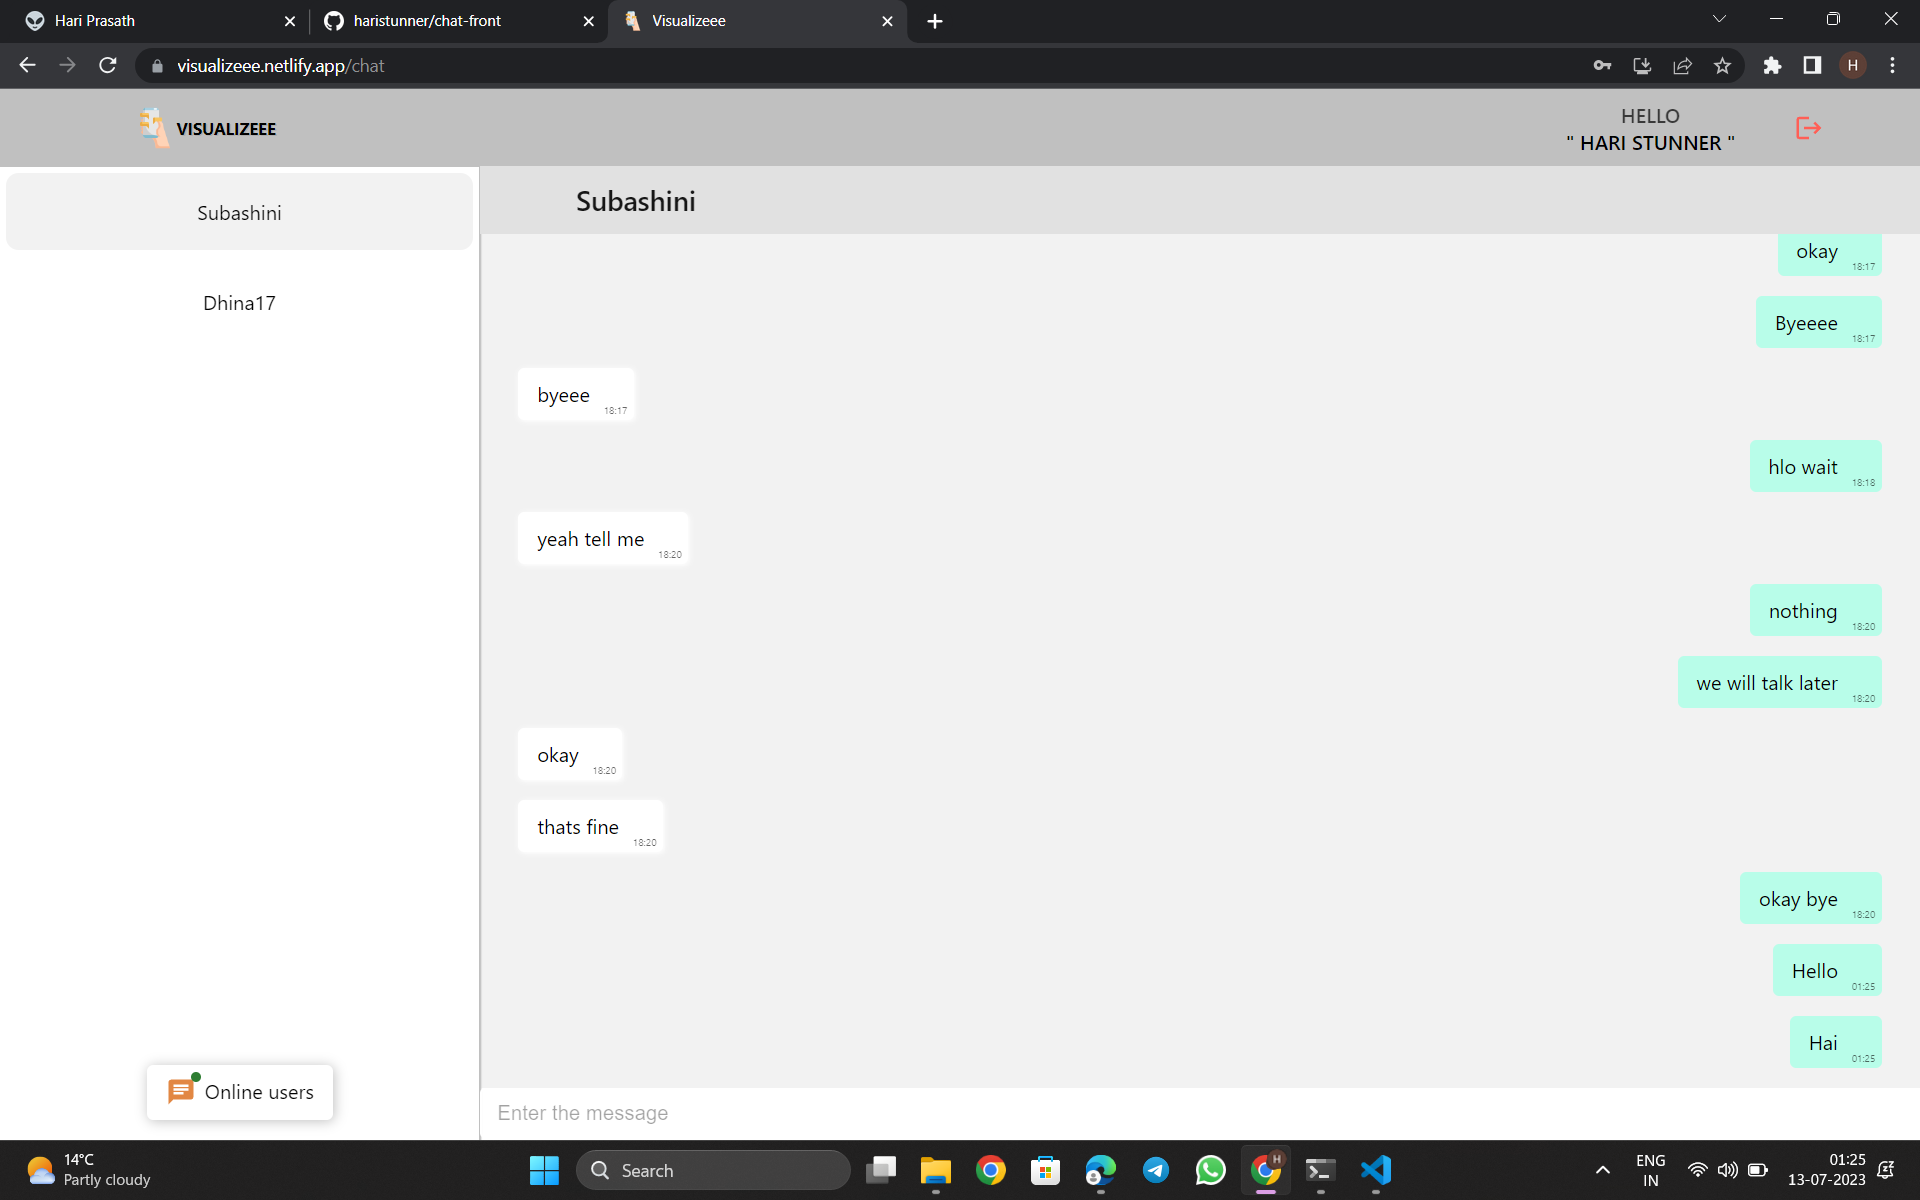 Hari Prasath
haristunner/chat-front
Visualizeee
visualizeee.netlify.app/chat
H
VISUALIZEEE
HELLO
" HARI STUNNER "
Subashini
Dhina17
Online users
Subashini
okay 18:17
Byeeee 18:17
byeee 18:17
hlo wait 18:18
yeah tell me 18:20
nothing 18:20
we will talk later 18:20
okay 18:20
thats fine 18:20
okay bye 18:20
Hello 01:25
Hai 01:25
Enter the message
14°C
Partly cloudy
Search
H
ENG
IN
01:25
13-07-2023